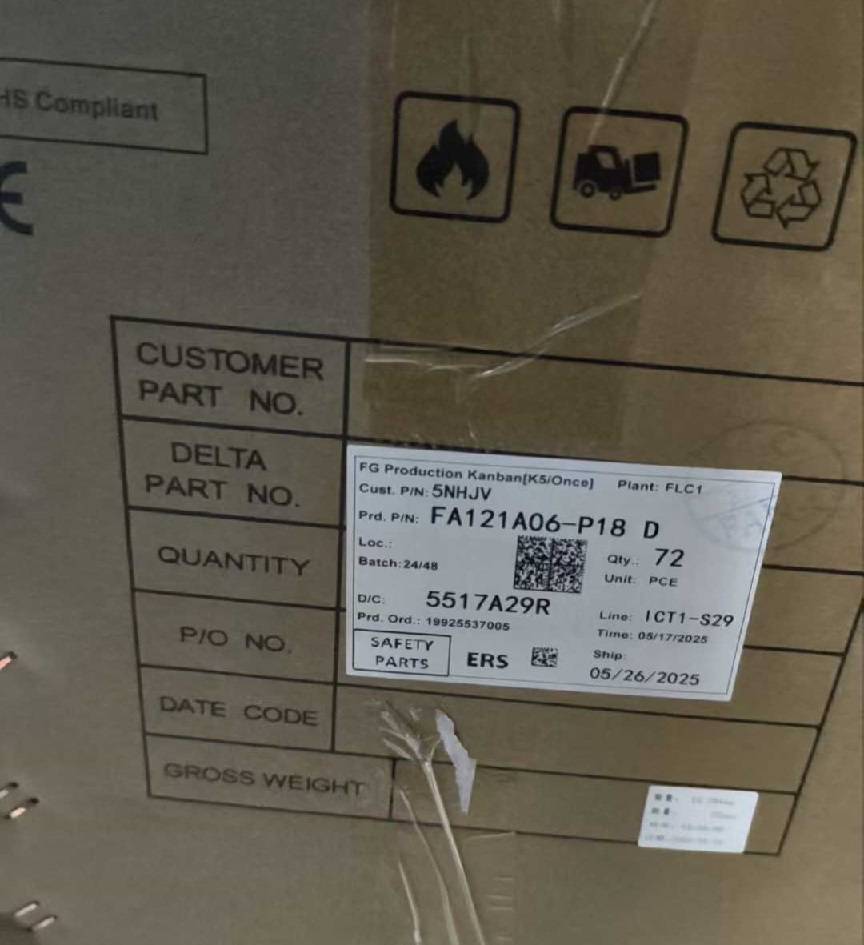 HS Compliant
CUSTOMER
PART NO.
DELTA
PART NO.
QUANTITY
P/O NO.
DATE CODE
GROSS WEIGHT
FG Production Kanban[K5/Once] Plant: FLC1
Cust. P/N: 5NHJV
Prd. P/N: FA121A06-P18 D
Loc.:
Qty.: 72
Batch:24/48
Unit: PCE
D/C: 5517A29R
Line: ICT1-S29
Prd. Ord.: 19925537005
Time: 05/17/2025
SAFETY
PARTS
ERS
Ship:
05/26/2025